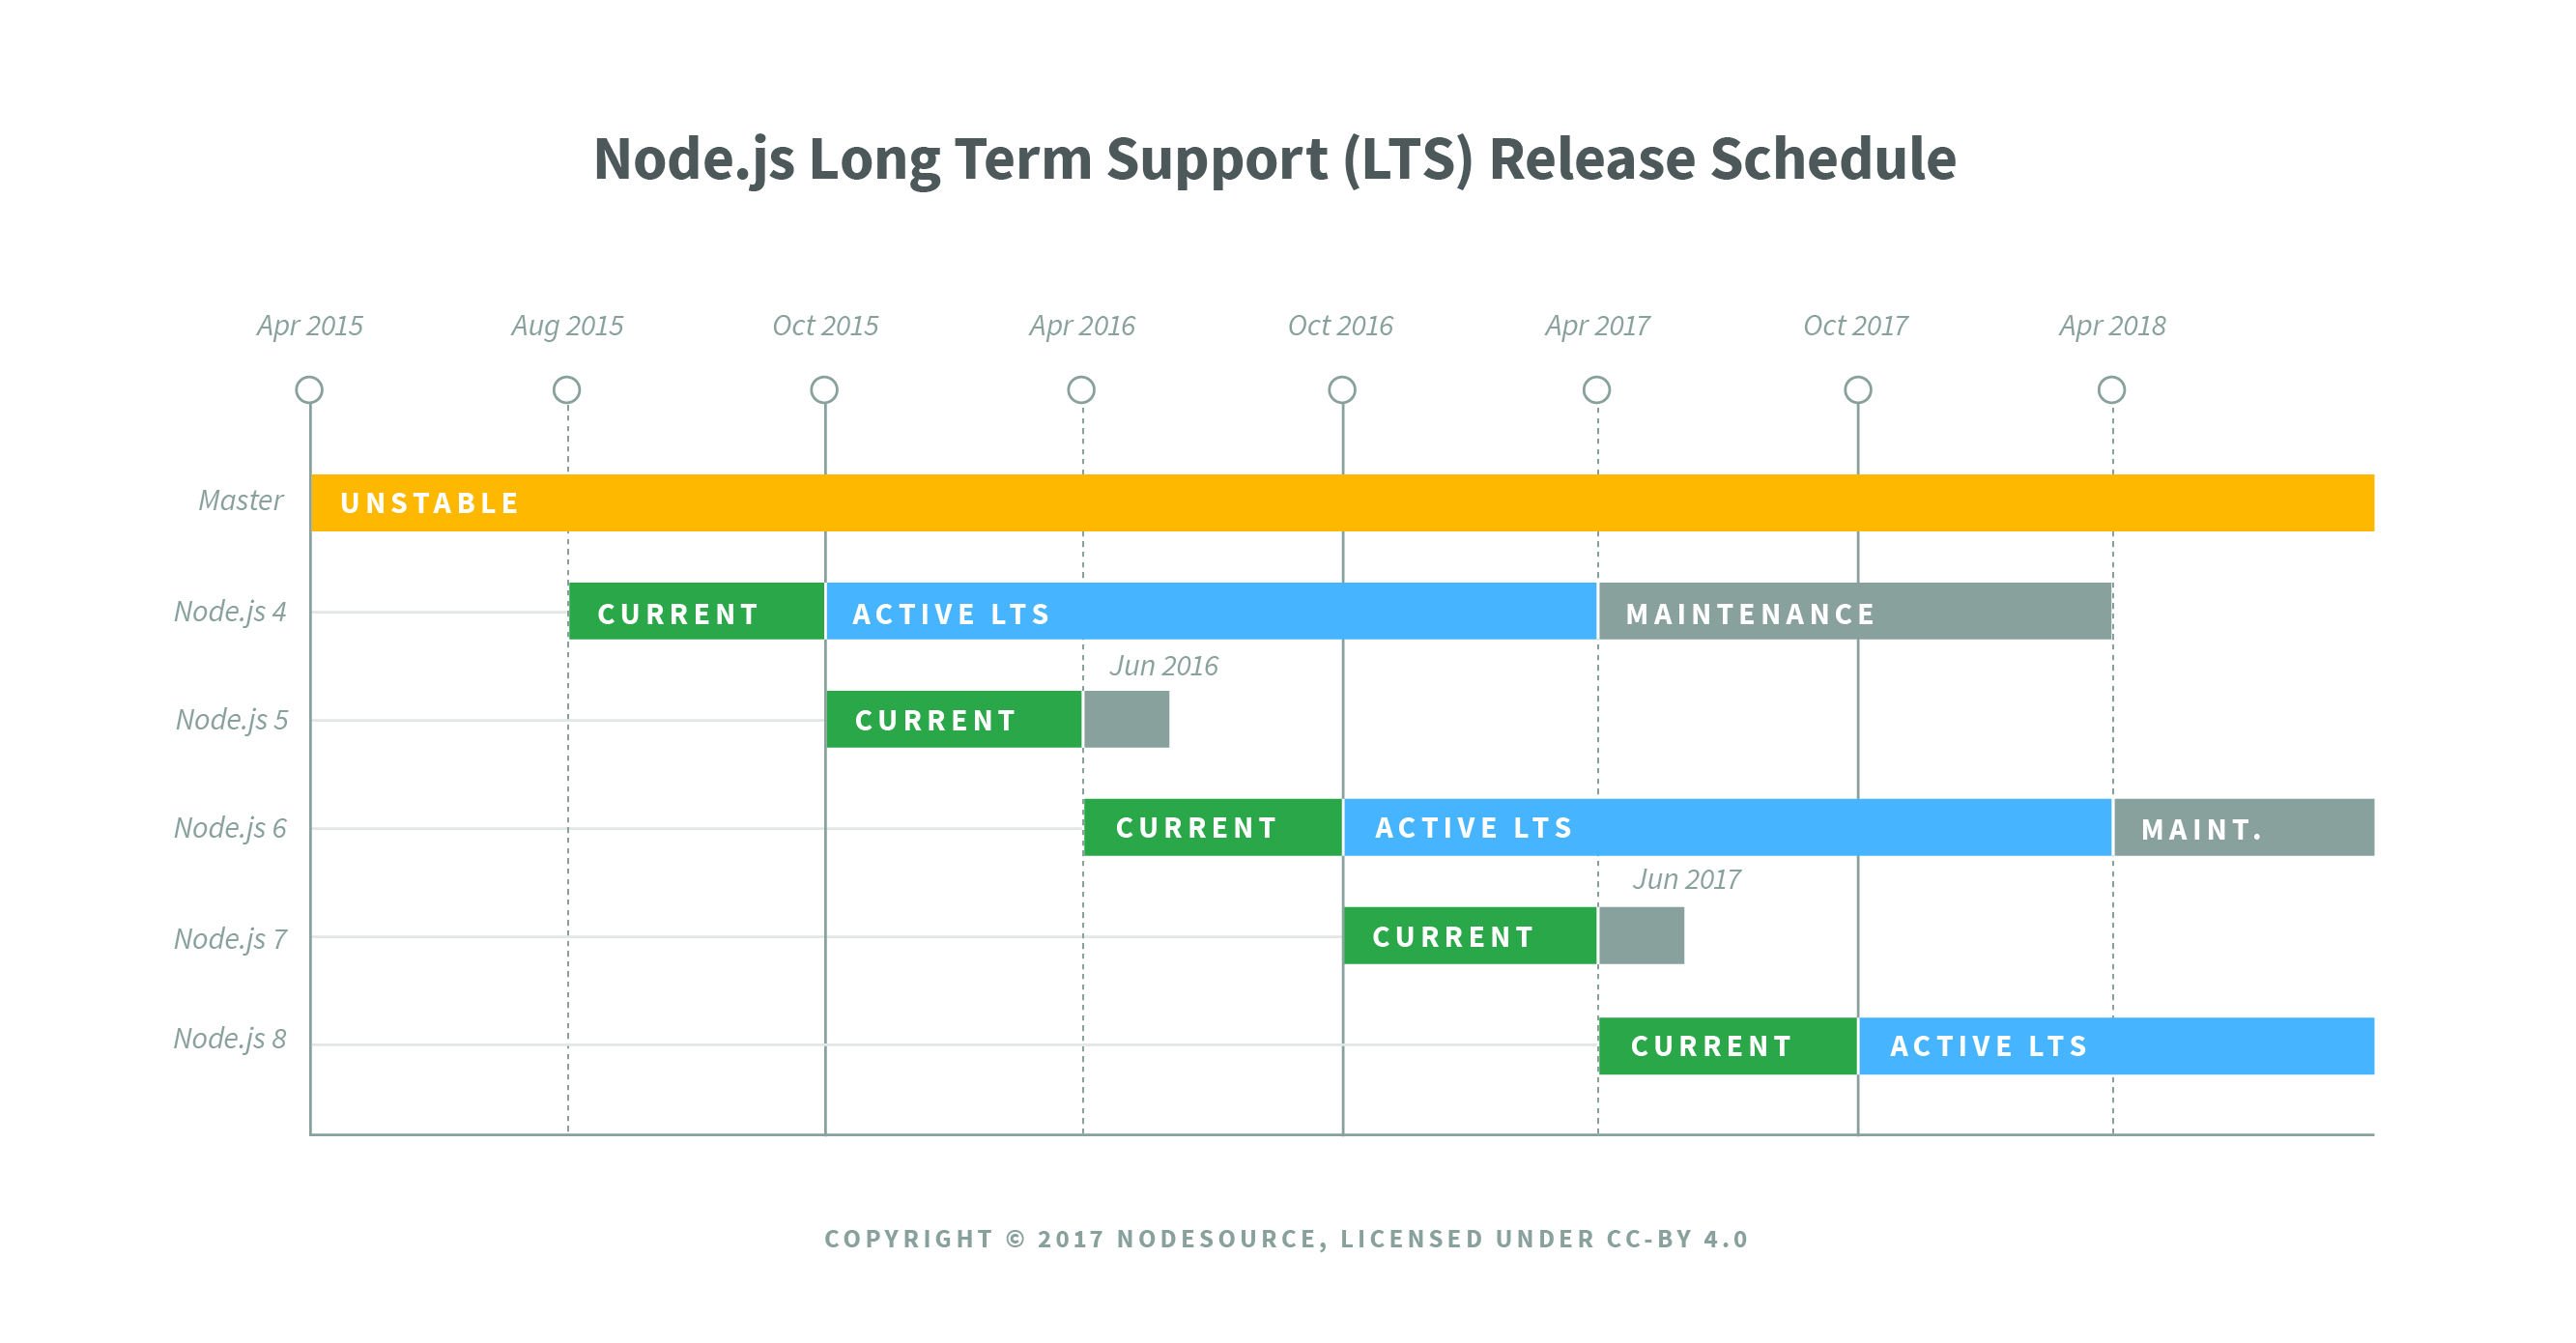 Node.js Long Term Support (LTS) Release Schedule
Apr 2015 Aug 2015 Oct 2015 Apr 2016 Oct 2016 Apr 2017 Oct 2017 Apr 2018
Master UNSTABLE
Node.js 4 CURRENT ACTIVE LTS MAINTENANCE
Jun 2016
Node.js 5 CURRENT
Node.js 6 CURRENT ACTIVE LTS MAINT.
Jun 2017
Node.js 7 CURRENT
Node.js 8 CURRENT ACTIVE LTS
COPYRIGHT © 2017 NODESOURCE, LICENSED UNDER CC-BY 4.0